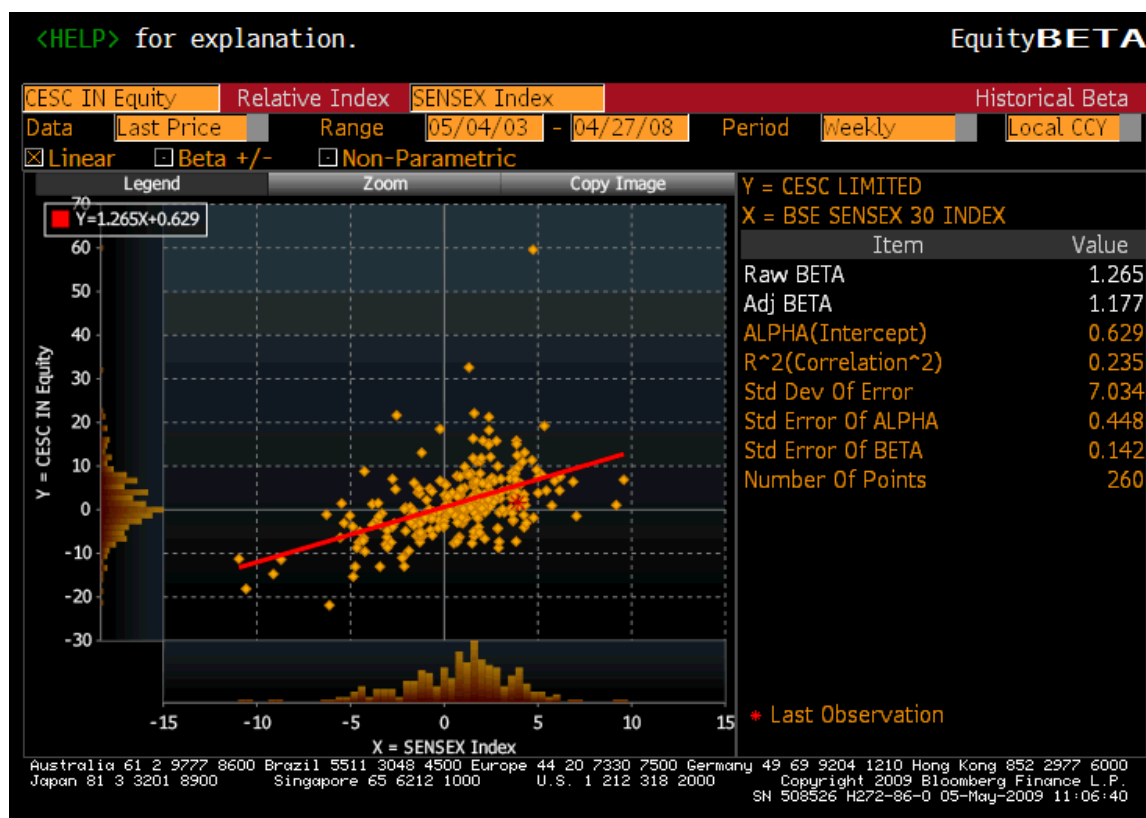 <HELP> for explanation. EquityBETA
CESC IN Equity Relative Index SENSEX Index Historical Beta
Data Last Price Range 05/04/03 - 04/27/08 Period Weekly Local CCY
Linear Beta +/- Non-Parametric
Legend Zoom Copy Image
Y=1.265X+0.629
70
60
50
40
30
20
10
0
-10
-20
-30
Y = CESC IN Equity
-15 -10 -5 0 5 10 15
X = SENSEX Index
Y = CESC LIMITED
X = BSE SENSEX 30 INDEX
Item Value
Raw BETA 1.265
Adj BETA 1.177
ALPHA(Intercept) 0.629
R^2(Correlation^2) 0.235
Std Dev Of Error 7.034
Std Error Of ALPHA 0.448
Std Error Of BETA 0.142
Number Of Points 260
* Last Observation
Australia 61 2 9777 8600 Brazil 5511 3048 4500 Europe 44 20 7330 7500 Germany 49 69 9204 1210 Hong Kong 852 2977 6000
Japan 81 3 3201 8900 Singapore 65 6212 1000 U.S. 1 212 318 2000 Copyright 2009 Bloomberg Finance L.P.
SN 508526 H272-86-0 05-May-2009 11:06:40